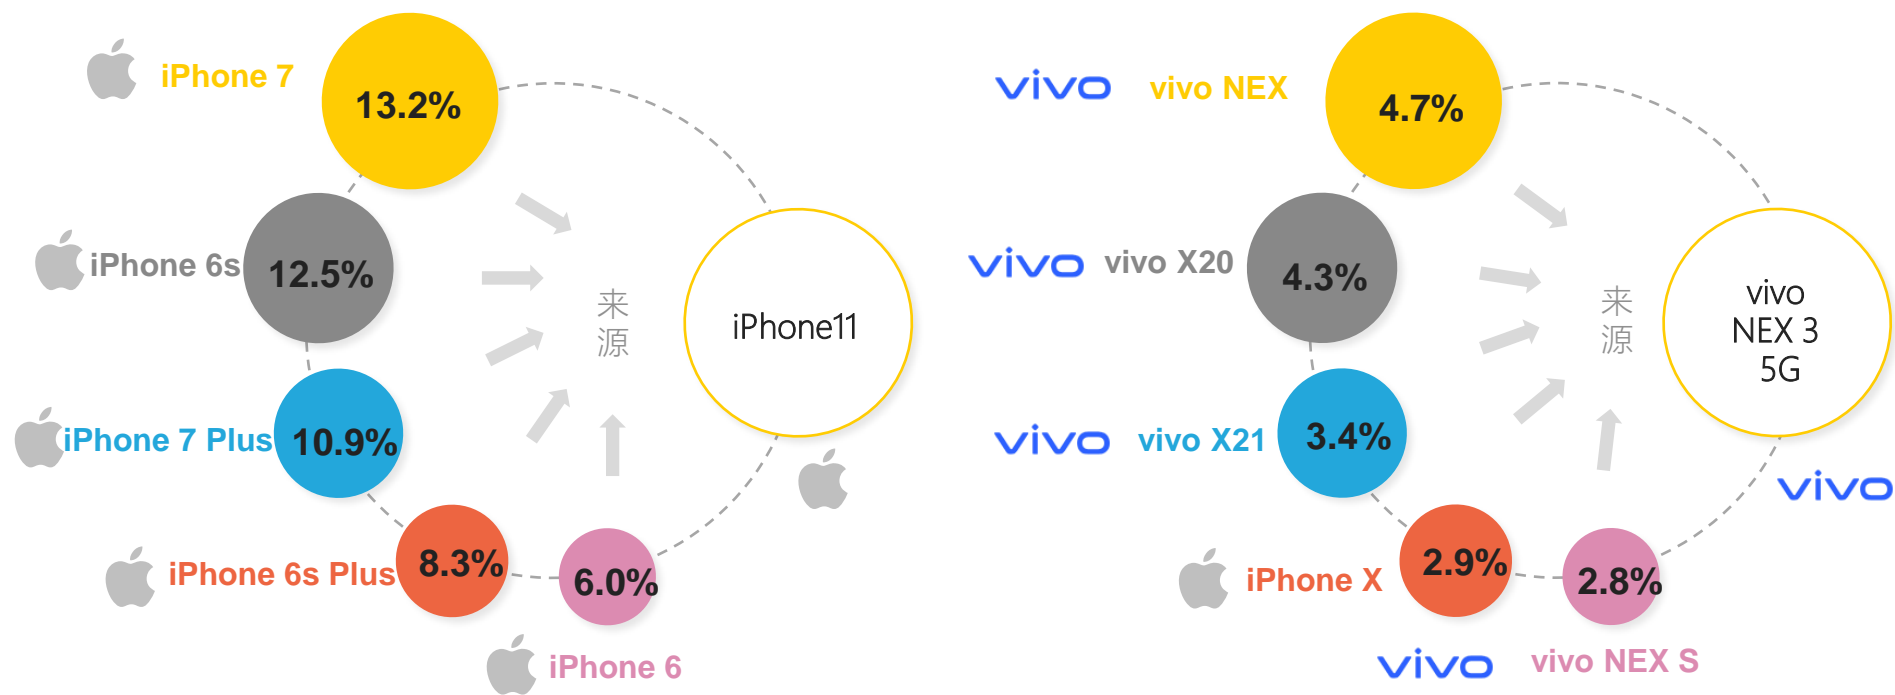 iPhone 7
13.2%
iPhone 6s
12.5%
iPhone 7 Plus
10.9%
iPhone 6s Plus
8.3%
iPhone 6
6.0%
来
源
iPhone11
vivo
vivo NEX
4.7%
vivo
vivo X20
4.3%
vivo
vivo X21
3.4%
iPhone X
2.9%
vivo
vivo NEX S
2.8%
来
源
vivo
NEX 3
5G
vivo